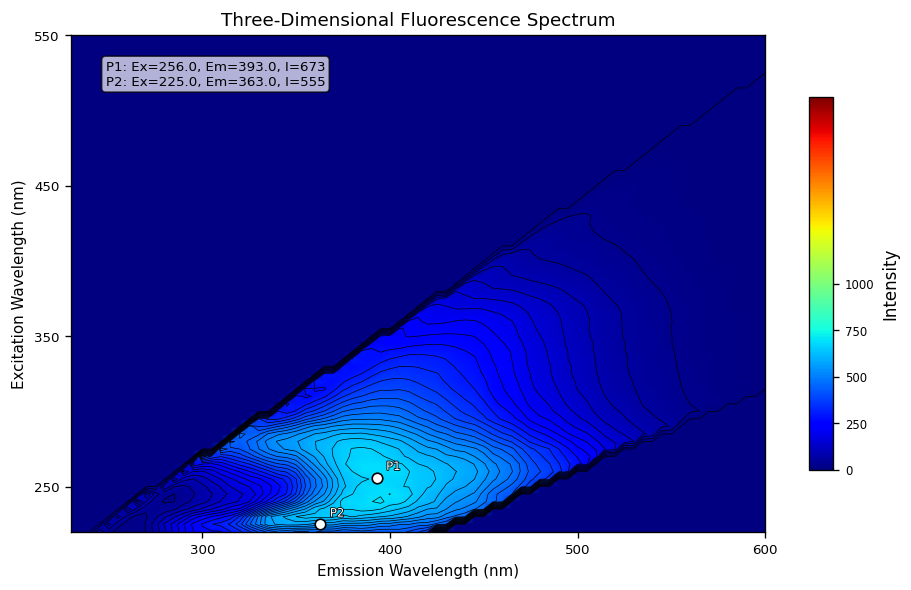 Three-Dimensional Fluorescence Spectrum
P1: Ex=256.0, Em=393.0, I=673
P2: Ex=225.0, Em=363.0, I=555
550
450
350
250
Excitation Wavelength (nm)
P1
P2
300
400
500
600
Emission Wavelength (nm)
1000
750
500
250
0
Intensity